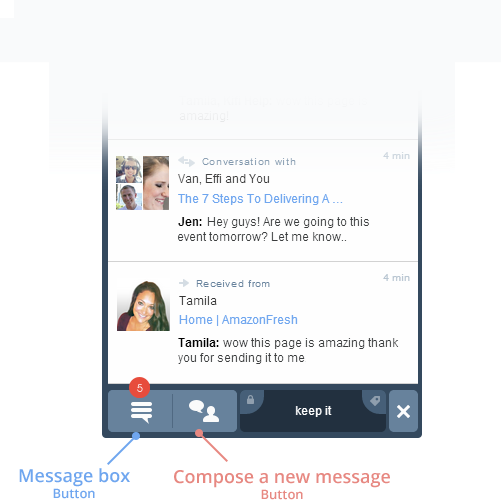 amazing!
4 min
Conversation with
Van, Effi and You
The 7 Steps To Delivering A ...
Jen: Hey guys! Are we going to this
event tomorrow? Let me know..
4 min
Received from
Tamila
Home | AmazonFresh
Tamila: wow this page is amazing thank
you for sending it to me
5
keep it
Message box
Button
Compose a new message
Button